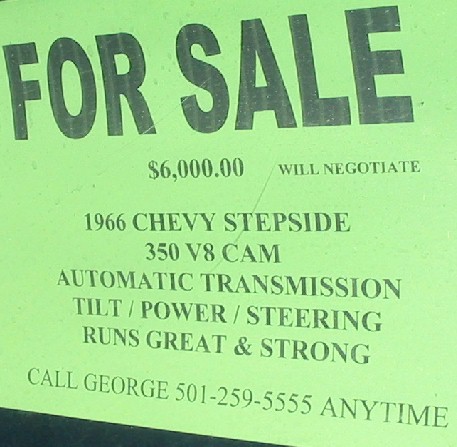 FOR SALE
$6,000.00 WILL NEGOTIATE
1966 CHEVY STEPSIDE
350 V8 CAM
AUTOMATIC TRANSMISSION
TILT / POWER / STEERING
RUNS GREAT & STRONG
CALL GEORGE 501-259-5555 ANYTIME